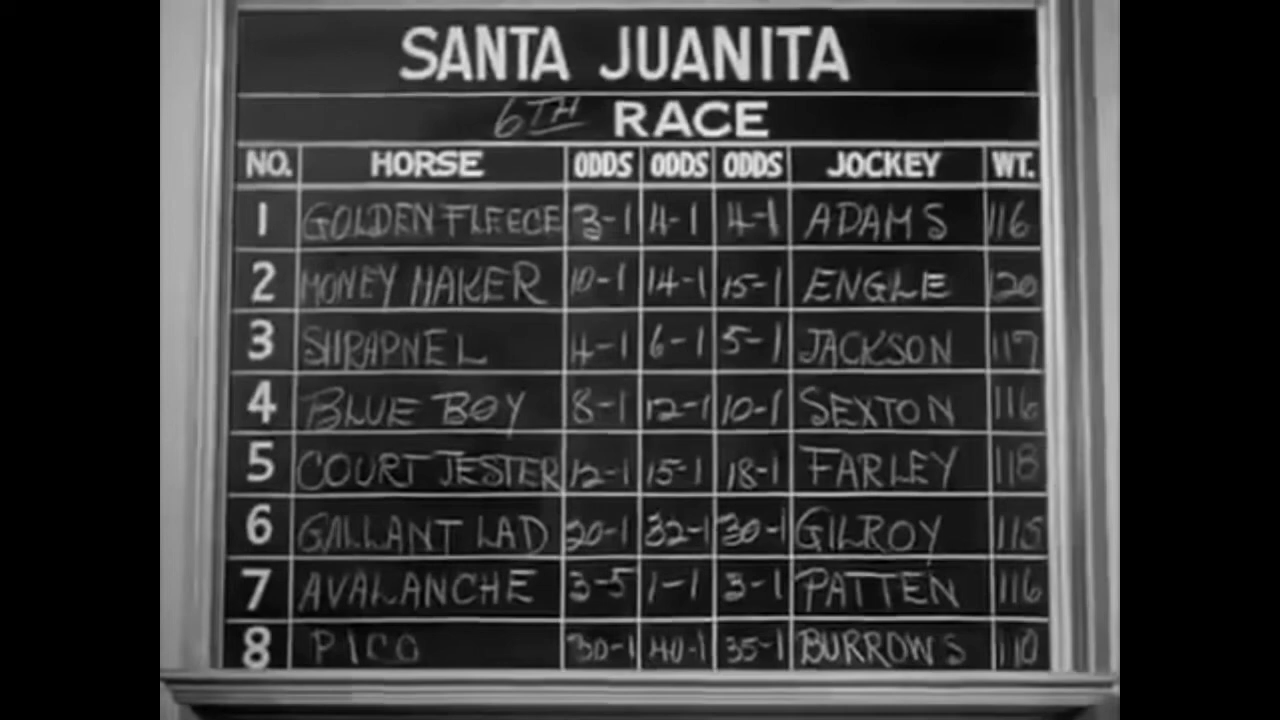 SANTA JUANITA
6TH RACE
NO. HORSE ODDS ODDS ODDS JOCKEY WT.
1 GOLDEN FLEECE 3-1 4-1 4-1 ADAMS 116
2 MONEY MAKER 10-1 14-1 15-1 ENGLE 120
3 SHRAPNEL 4-1 6-1 5-1 JACKSON 117
4 BLUE BOY 8-1 12-1 10-1 SEXTON 116
5 COURT JESTER 12-1 15-1 18-1 FARLEY 118
6 GALLANT LAD 20-1 32-1 30-1 GILROY 115
7 AVALANCHE 3-5 1-1 3-1 PATTEN 116
8 PICO 30-1 40-1 35-1 BURROWS 110